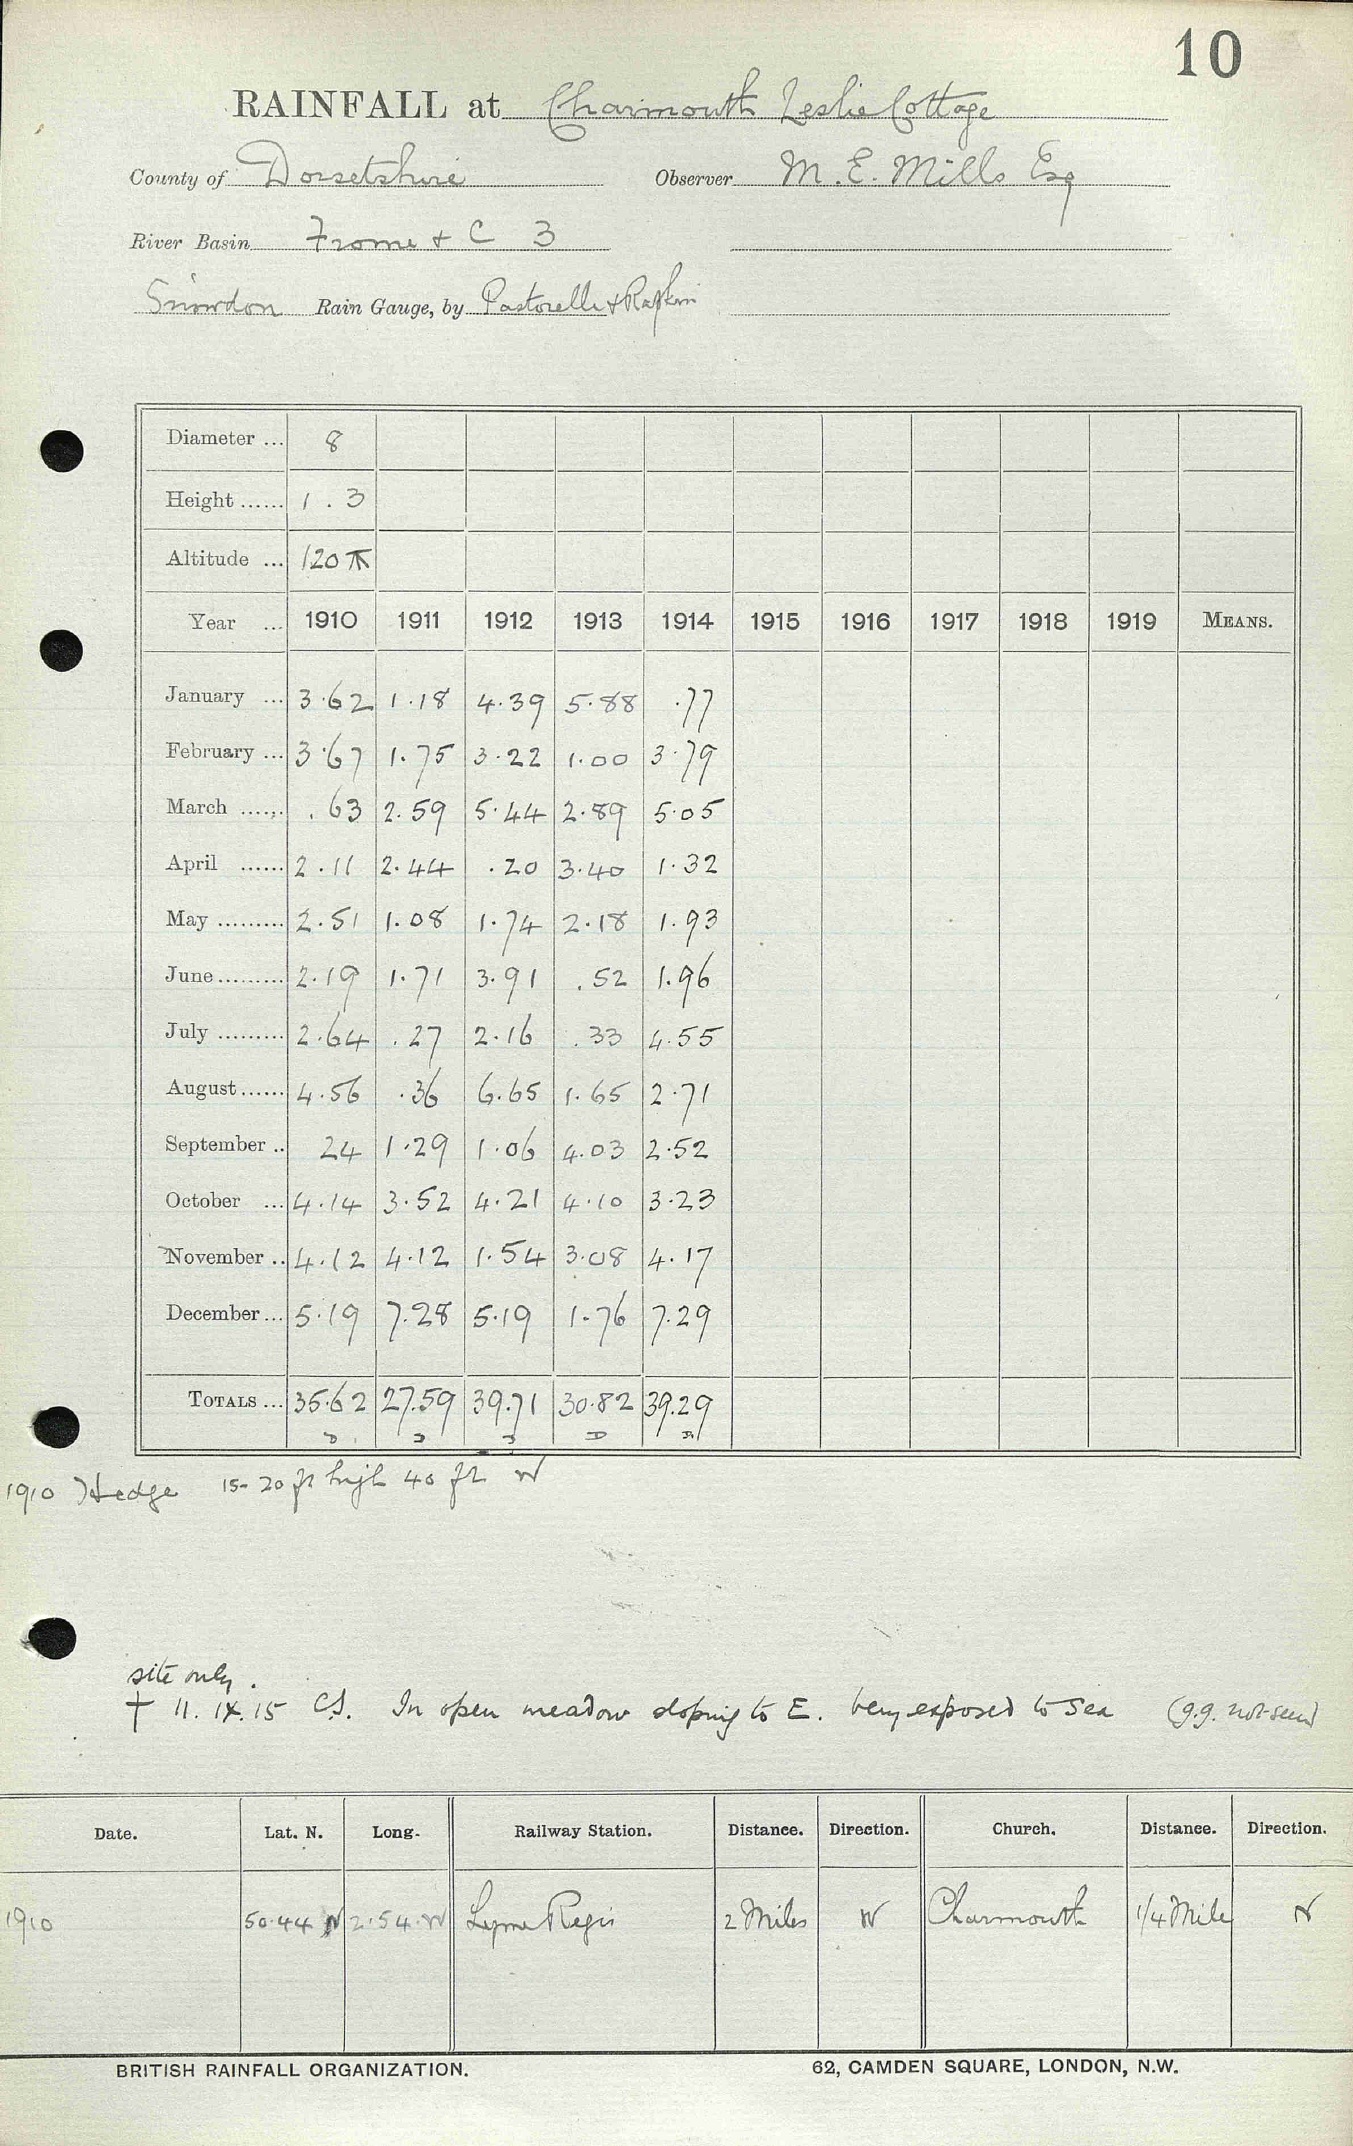 10
RAINFALL at Charmouth Leslie Cottage
County of Dorsetshire Observer M. E. Mills Esq
River Basin Frome & C 3
Snowdon Rain Gauge, by Pastorelli & Rapkin
Diameter ... 8
Height ...... 1.3
Altitude ... 120
Year ... 1910 1911 1912 1913 1914 1915 1916 1917 1918 1919 MEANS.
January ... 3.62 1.18 4.39 5.88 .77
February ... 3.67 1.75 3.22 1.00 3.79
March ...... .63 2.59 5.44 2.89 5.05
April ...... 2.11 2.44 .20 3.40 1.32
May ......... 2.51 1.08 1.74 2.18 1.93
June ......... 2.19 1.71 3.91 .52 1.96
July ......... 2.64 .27 2.16 .33 4.55
August ...... 4.56 .36 6.65 1.65 2.71
September .. 24 1.29 1.06 4.03 2.52
October ... 4.14 3.52 4.21 4.10 3.23
November .. 4.12 4.12 1.54 3.08 4.17
December ... 5.19 7.28 5.19 1.76 7.29
TOTALS ... 35.62 27.59 39.71 30.82 39.29
1910 Hedge 15-20 ft high 40 ft W
site only.
† 11. IX. 15 C.S. In open meadow sloping to E. very exposed to Sea (g.g. not seen)
Date. Lat. N. Long. Railway Station. Distance. Direction. Church. Distance. Direction.
1910 50.44 N 2.54 W Lyme Regis 2 Miles W Charmouth 1/4 Mile N
BRITISH RAINFALL ORGANIZATION. 62, CAMDEN SQUARE, LONDON, N.W.